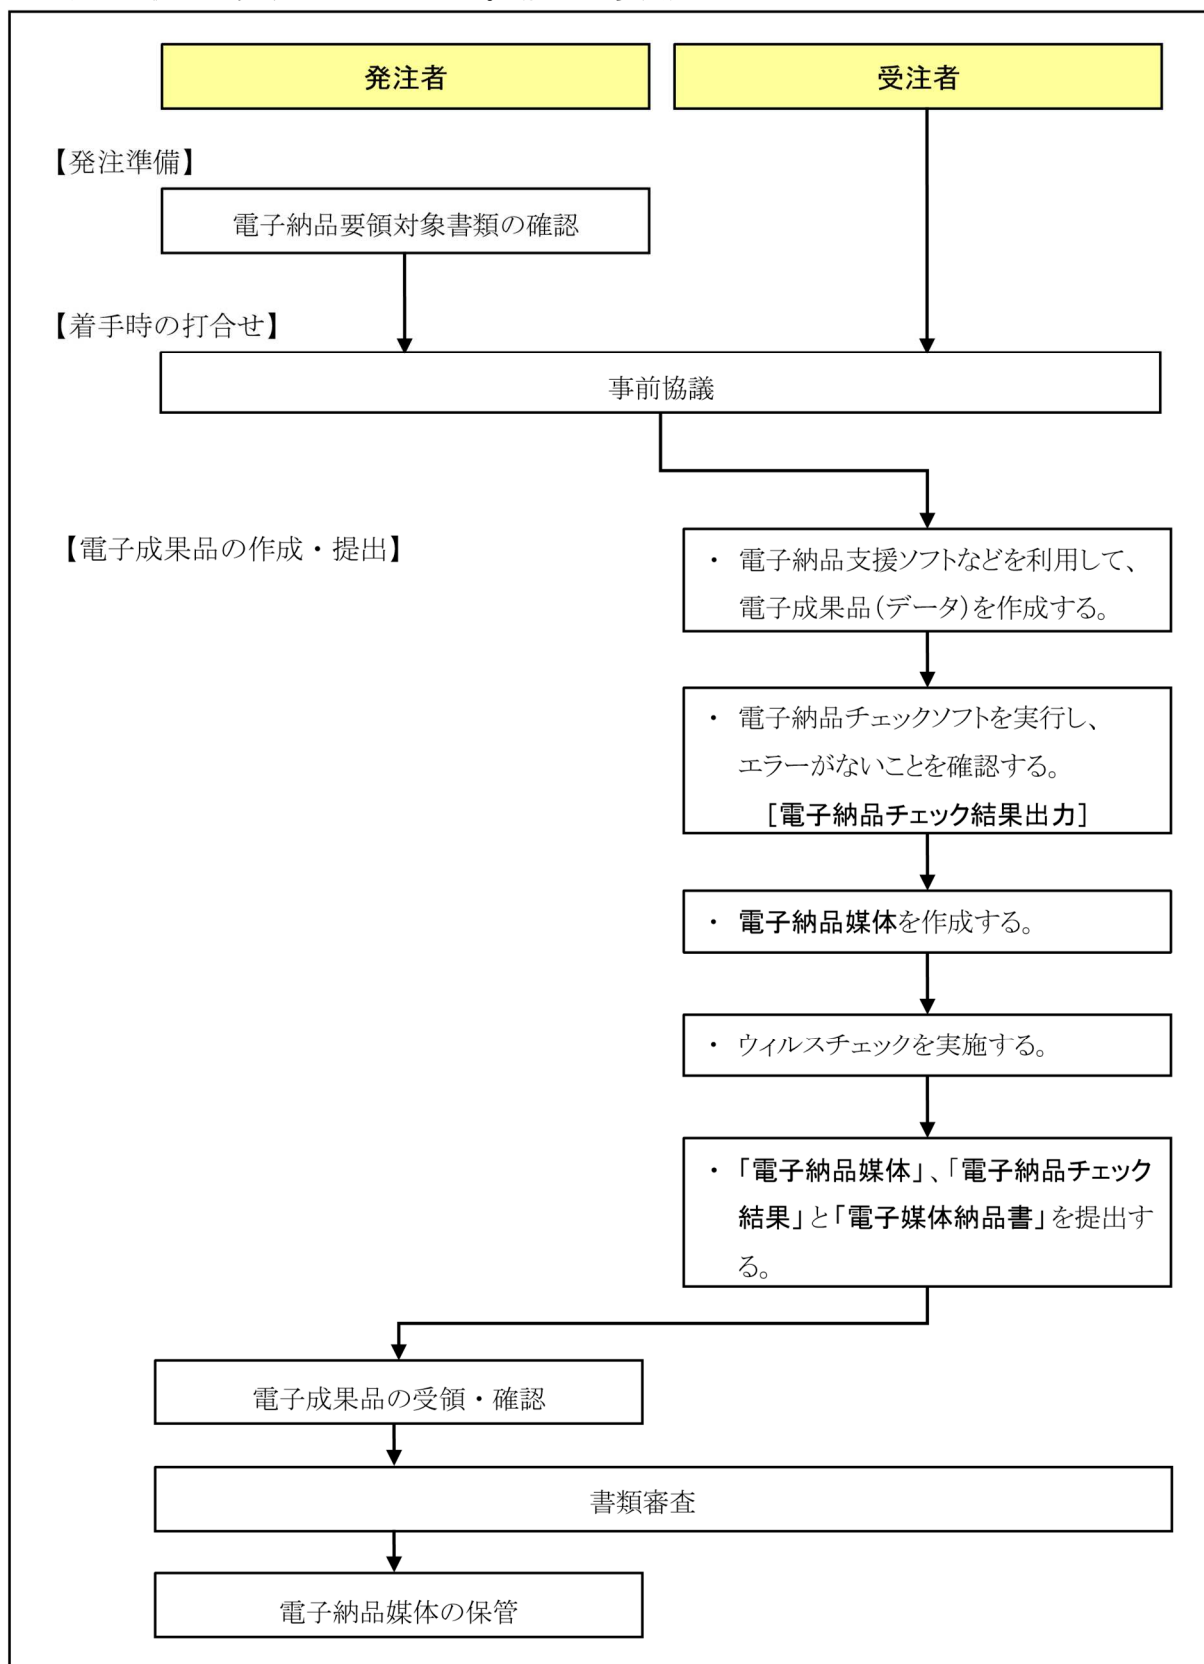 発注者
受注者
【発注準備】
電子納品要領対象書類の確認
【着手時の打合せ】
事前協議
【電子成果品の作成・提出】
・ 電子納品支援ソフトなどを利用して、
電子成果品(データ)を作成する。
・ 電子納品チェックソフトを実行し、
エラーがないことを確認する。
[電子納品チェック結果出力]
・ 電子納品媒体を作成する。
・ ウィルスチェックを実施する。
・ 「電子納品媒体」、「電子納品チェック
結果」と「電子媒体納品書」を提出す
る。
電子成果品の受領・確認
書類審査
電子納品媒体の保管